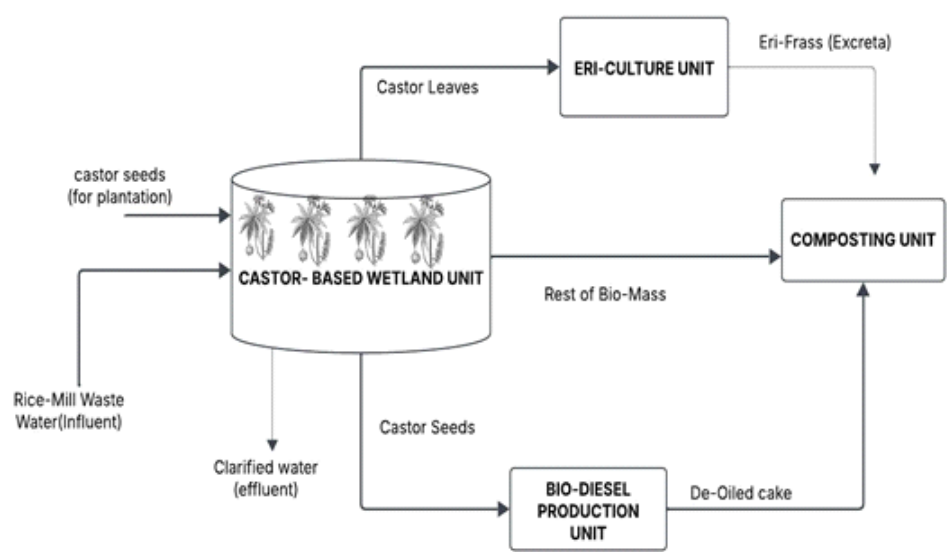 Eri-Frass (Excreta)
ERI-CULTURE UNIT
Castor Leaves
castor seeds
(for plantation)
COMPOSTING UNIT
CASTOR- BASED WETLAND UNIT
Rest of Bio-Mass
Rice-Mill Waste
Water(Influent)
Castor Seeds
Clarified water
(effluent)
BIO-DIESEL
PRODUCTION
UNIT
De-Oiled cake